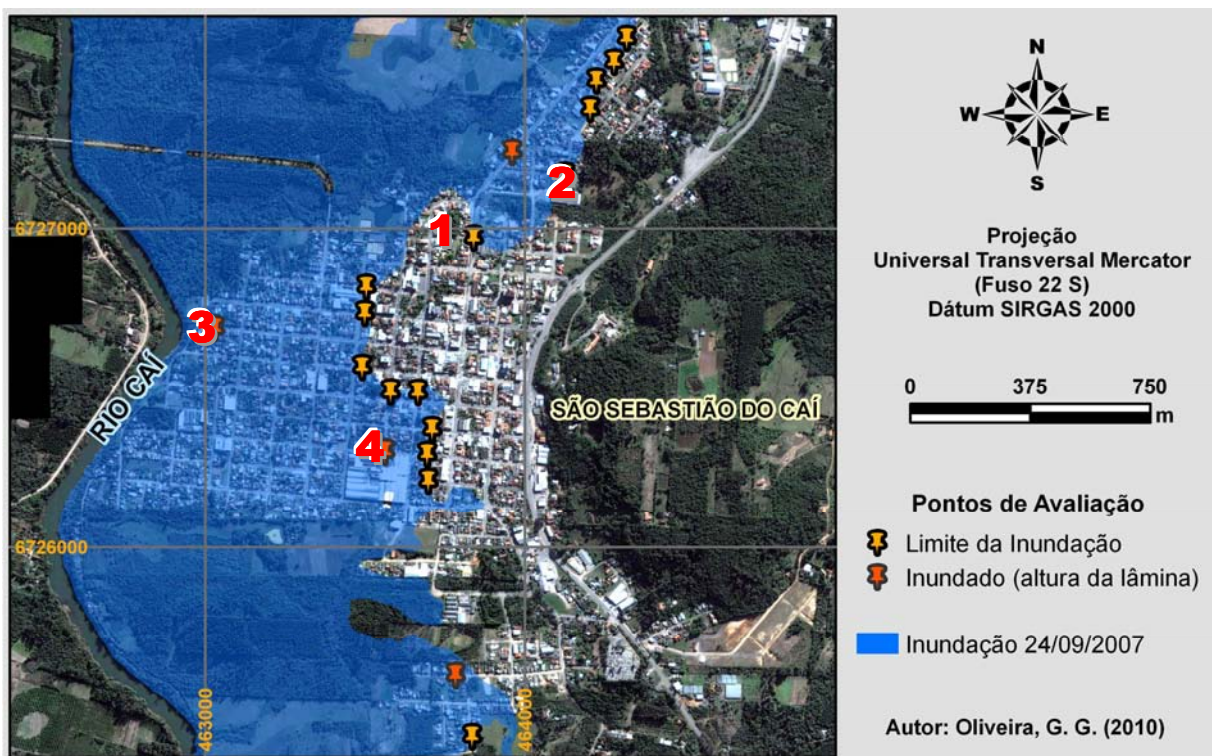 1
2
3
4
6727000
6726000
463000
464000
RIO CAÍ
SÃO SEBASTIÃO DO CAÍ
N
W
E
S
Projeção
Universal Transversal Mercator
(Fuso 22 S)
Dátum SIRGAS 2000
0 375 750
m
Pontos de Avaliação
Limite da Inundação
Inundado (altura da lâmina)
Inundação 24/09/2007
Autor: Oliveira, G. G. (2010)